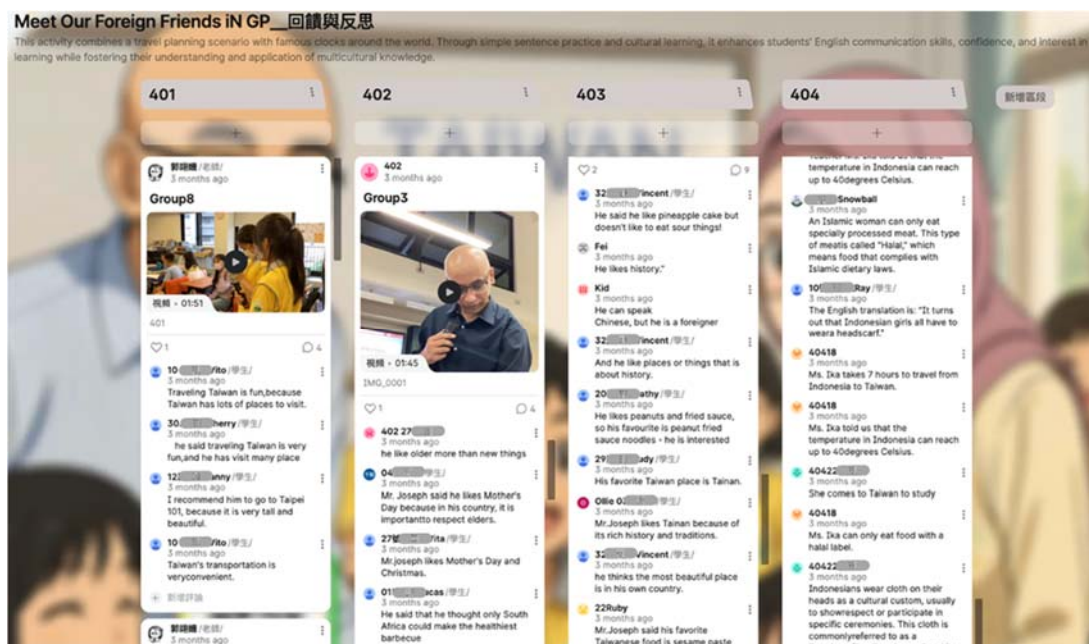 Meet Our Foreign Friends iN GP__回饋與反思
This activity combines a travel planning scenario with famous clocks around the world. Through simple sentence practice and cultural learning, it enhances students' English communication skills, confidence, and interest in
learning while fostering their understanding and application of multicultural knowledge.
401
402
403
404
新增區段
/老師/
3 months ago
Group8
視頻・01:51
401
1
4
10 Vito /學生/
3 months ago
Traveling Taiwan is fun,because
Taiwan has lots of places to visit.
30 herry /學生/
3 months ago
he said traveling Taiwan is very
fun,and he has visit many place
12 anny /學生/
3 months ago
I recommend him to go to Taipei
101, because it is very tall and
beautiful.
10 Vito /學生/
3 months ago
Taiwan's transportation is
veryconvenient.
新增評論
/老師/
3 months ago
402
3 months ago
Group3
視頻・01:45
IMG_0001
1
4
402 27
3 months ago
he like older more than new things
04 學生/
3 months ago
Mr. Joseph said he likes Mother's
Day because in his country, it is
importantto respect elders.
27 Vita /學生/
3 months ago
Mr.joseph likes Mother's Day and
Christmas.
01 ucas /學生/
3 months ago
He said that he thought only South
Africa could make the healthiest
barbecue
2
9
32 Vincent /學生/
3 months ago
He said he like pineapple cake but
doesn't like to eat sour things!
Fei
3 months ago
He likes history."
Kid
3 months ago
He can speak
Chinese, but he is a foreigner
32 Vincent /學生/
3 months ago
And he like places or things that is
about history.
20 athy /學生/
3 months ago
He likes peanuts and fried sauce,
so his favourite is peanut fried
sauce noodles，he is interested
29 udy /學生/
3 months ago
His favorite Taiwan place is Tainan.
Ollie 0 學生/
3 months ago
Mr.Joseph likes Tainan because of
its rich history and traditions.
32 Vincent /學生/
3 months ago
he thinks the most beautiful place
is in his own country.
22Ruby
3 months ago
Mr.Joseph said his favorite
Taiwanese food is sesame paste
Teacher Ms. Ika told us that the
temperature in Indonesia can reach
up to 40degrees Celsius.
Snowball
3 months ago
An Islamic woman can only eat
specially processed meat. This type
of meatis called "Halal," which
means food that complies with
Islamic dietary laws.
10 Ray /學生/
3 months ago
The English translation is: "It turns
out that Indonesian girls all have to
weara headscarf."
40418
3 months ago
Ms. Ika takes 7 hours to travel from
Indonesia to Taiwan.
40418
3 months ago
Ms. Ika told us that the
temperature in Indonesia can reach
up to 40degrees Celsius.
40422
3 months ago
She comes to Taiwan to study
40418
3 months ago
Ms. Ika can only eat food with a
halal label.
40422
3 months ago
Indonesians wear cloth on their
heads as a cultural custom, usually
to showrespect or participate in
specific ceremonies. This cloth is
commonlyreferred to as a